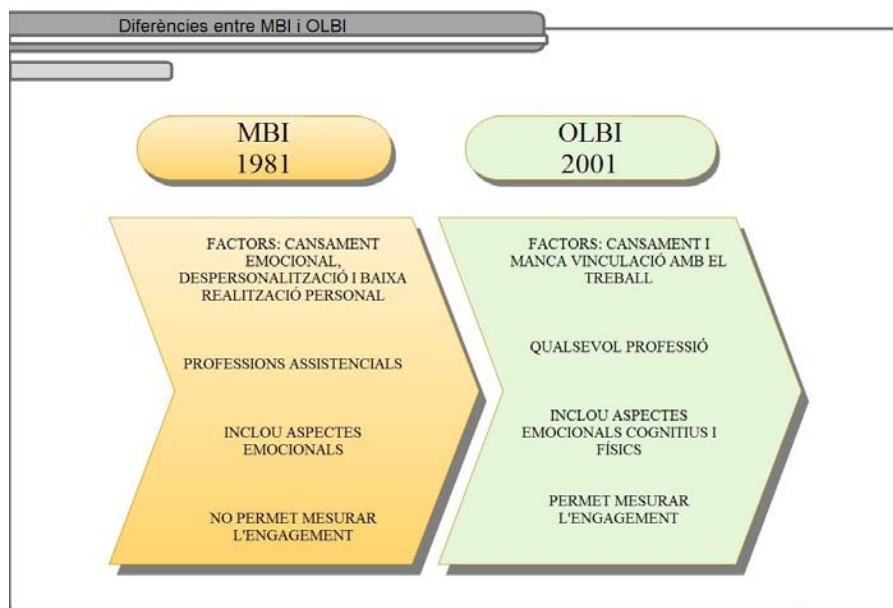 Diferències entre MBI i OLBI
MBI
1981
FACTORS: CANSAMENT
EMOCIONAL,
DESPERSONALITZACIÓ I BAIXA
REALITZACIÓ PERSONAL
PROFESSIONS ASSISTENCIALS
INCLOU ASPECTES
EMOCIONALS
NO PERMET MESURAR
L'ENGAGEMENT
OLBI
2001
FACTORS: CANSAMENT I
MANCA VINCULACIÓ AMB EL
TREBALL
QUALSEVOL PROFESSIÓ
INCLOU ASPECTES
EMOCIONALS COGNITIUS I
FÍSICS
PERMET MESURAR
L'ENGAGEMENT